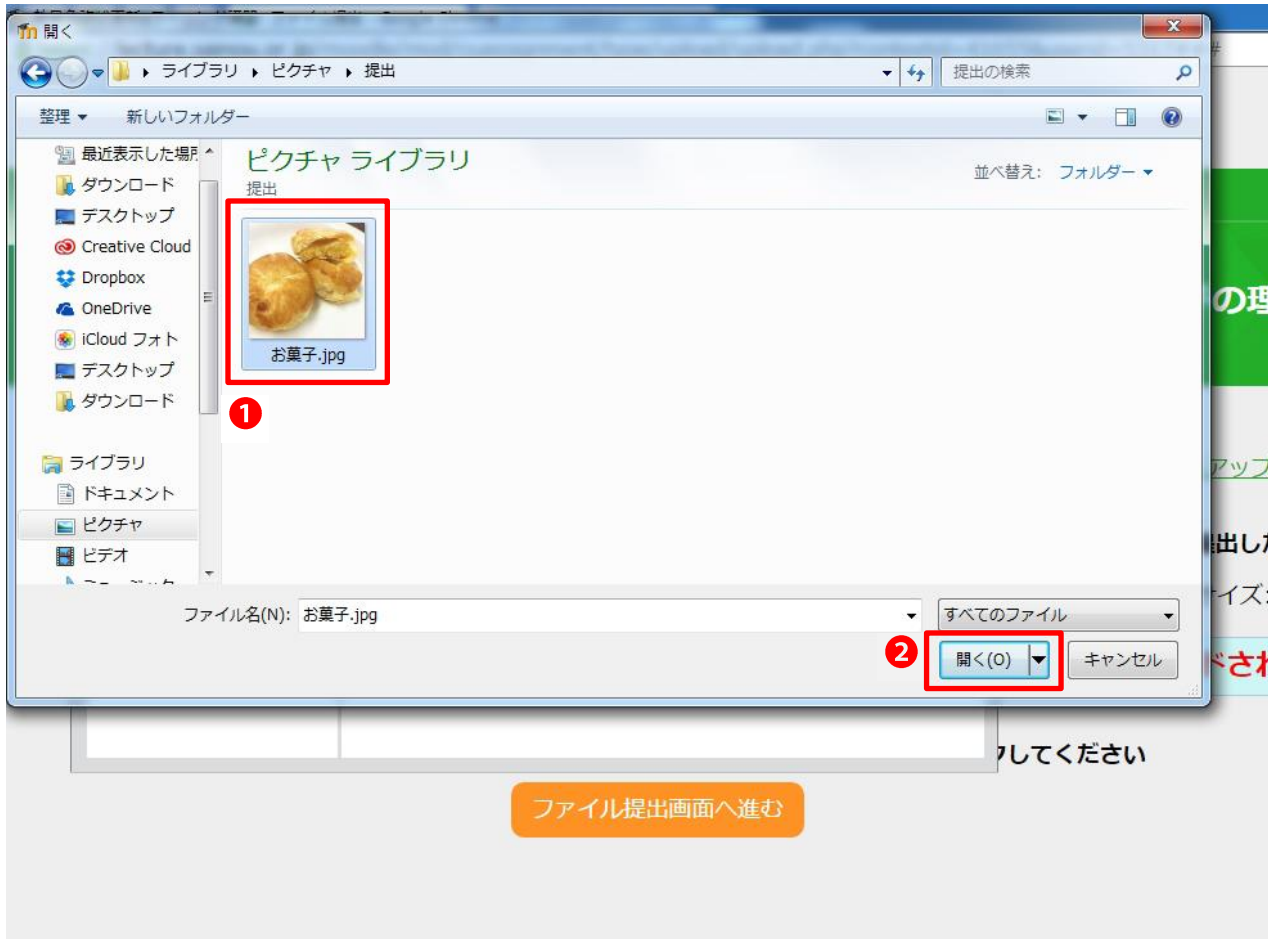 開く
ライブラリ ▸ ピクチャ ▸ 提出
提出の検索
整理
新しいフォルダー
最近表示した場所
ダウンロード
デスクトップ
Creative Cloud
Dropbox
OneDrive
iCloud フォト
デスクトップ
ダウンロード
ライブラリ
ドキュメント
ピクチャ
ビデオ
ピクチャ ライブラリ
提出
並べ替え: フォルダー
お菓子.jpg
1
ファイル名(N): お菓子.jpg
すべてのファイル
2
開く(O)
キャンセル
の理
アップ
出した
イズ:
ドされ
してください
ファイル提出画面へ進む